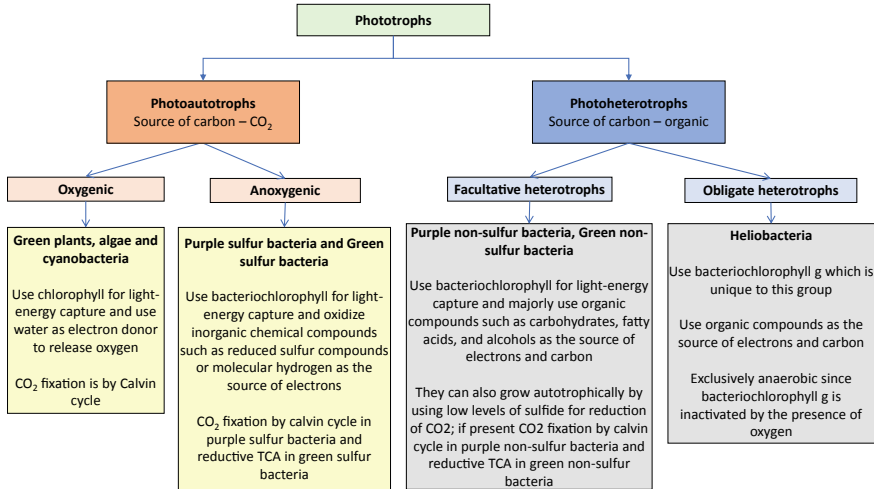 Phototrophs
Photoautotrophs
Source of carbon – CO₂
Photoheterotrophs
Source of carbon – organic
Oxygenic
Anoxygenic
Facultative heterotrophs
Obligate heterotrophs
Green plants, algae and
cyanobacteria
Use chlorophyll for light-
energy capture and use
water as electron donor
to release oxygen
CO₂ fixation is by Calvin
cycle
Purple sulfur bacteria and Green
sulfur bacteria
Use bacteriochlorophyll for light-
energy capture and oxidize
inorganic chemical compounds
such as reduced sulfur compounds
or molecular hydrogen as the
source of electrons
CO₂ fixation by calvin cycle in
purple sulfur bacteria and
reductive TCA in green sulfur
bacteria
Purple non-sulfur bacteria, Green non-
sulfur bacteria
Use bacteriochlorophyll for light-energy
capture and majorly use organic
compounds such as carbohydrates, fatty
acids, and alcohols as the source of
electrons and carbon
They can also grow autotrophically by
using low levels of sulfide for reduction
of CO2; if present CO2 fixation by calvin
cycle in purple non-sulfur bacteria and
reductive TCA in green non-sulfur
bacteria
Heliobacteria
Use bacteriochlorophyll g which is
unique to this group
Use organic compounds as the
source of electrons and carbon
Exclusively anaerobic since
bacteriochlorophyll g is
inactivated by the presence of
oxygen